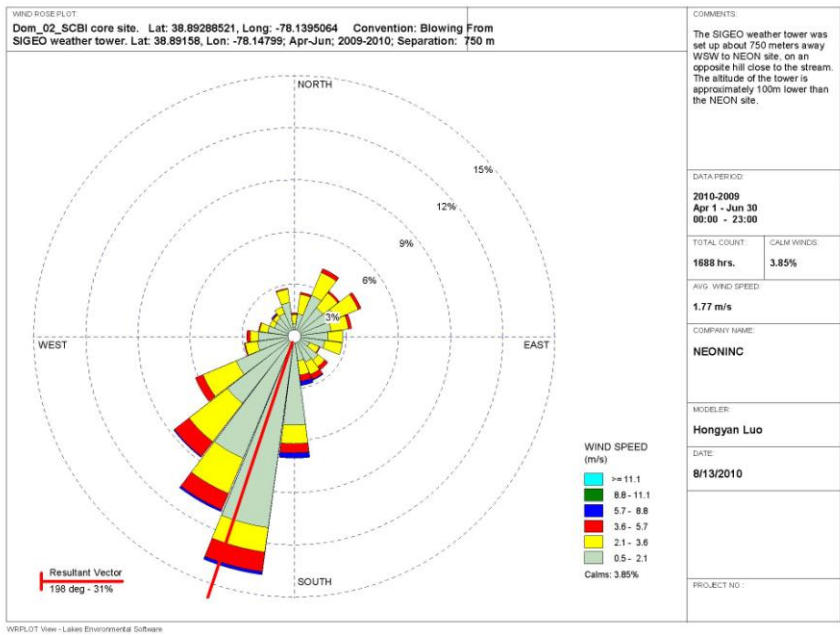 WIND ROSE PLOT:
Dom_02_SCBI core site. Lat: 38.89288521, Long: -78.1395064 Convention: Blowing From
SIGEO weather tower. Lat: 38.89158, Lon: -78.14799; Apr-Jun; 2009-2010; Separation: 750 m
NORTH
15%
12%
9%
6%
3%
WEST
EAST
SOUTH
WIND SPEED
(m/s)
>= 11.1
8.8 - 11.1
5.7 - 8.8
3.6 - 5.7
2.1 - 3.6
0.5 - 2.1
Calms: 3.85%
Resultant Vector
198 deg - 31%
COMMENTS:
The SIGEO weather tower was
set up about 750 meters away
WSW to NEON site, on an
opposite hill close to the stream.
The altitude of the tower is
approximately 100m lower than
the NEON site.
DATA PERIOD:
2010-2009
Apr 1 - Jun 30
00:00 - 23:00
TOTAL COUNT:
1688 hrs.
CALM WINDS:
3.85%
AVG. WIND SPEED:
1.77 m/s
COMPANY NAME:
NEONINC
MODELER:
Hongyan Luo
DATE:
8/13/2010
PROJECT NO.:
WRPLOT View - Lakes Environmental Software